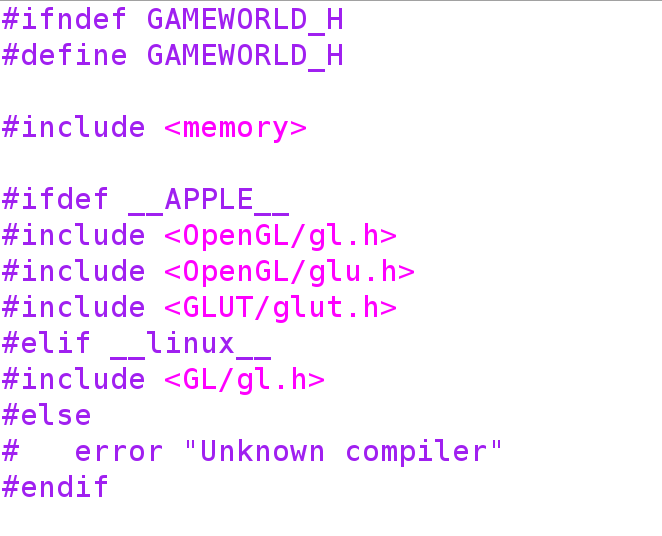 #ifndef GAMEWORLD_H
#define GAMEWORLD_H
#include <memory>
#ifdef __APPLE__
#include <OpenGL/gl.h>
#include <OpenGL/glu.h>
#include <GLUT/glut.h>
#elif __linux__
#include <GL/gl.h>
#else
#   error "Unknown compiler"
#endif